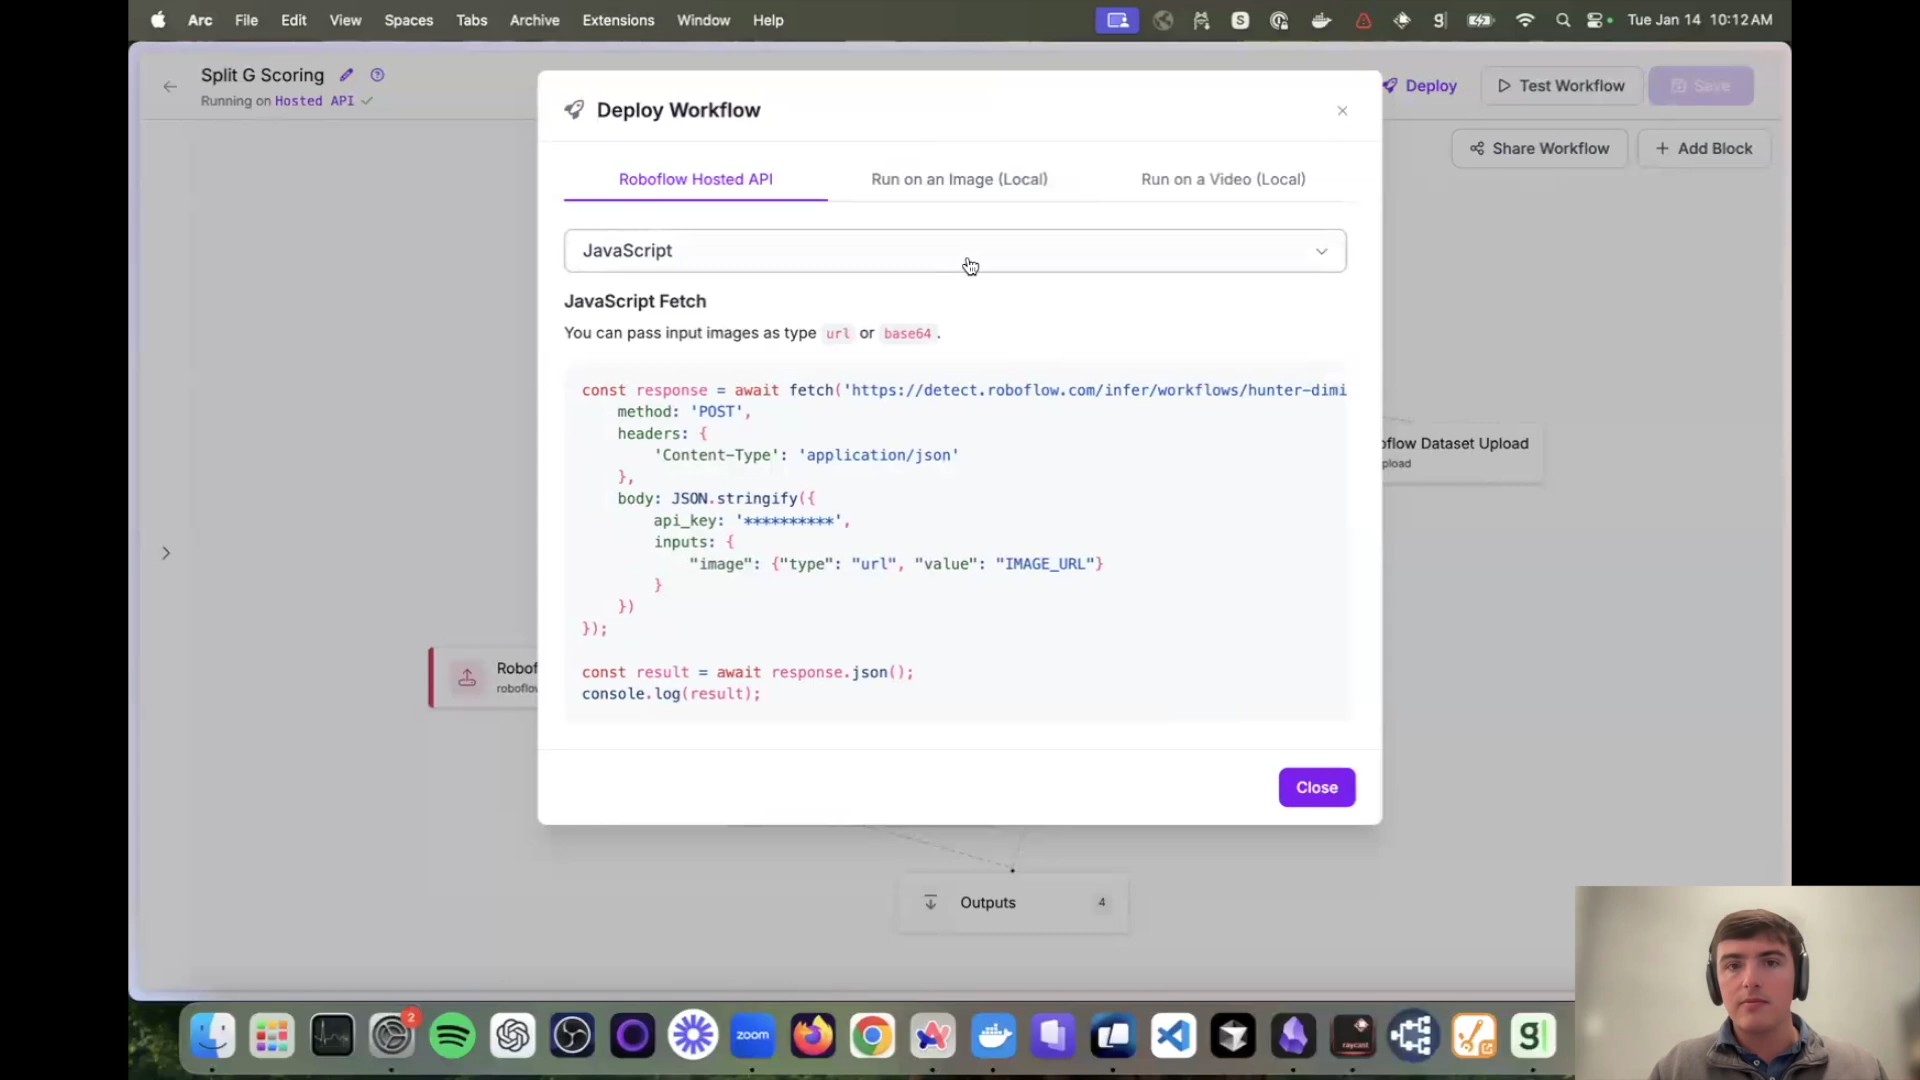 Arc File Edit View Spaces Tabs Archive Extensions Window Help Tue Jan 14 10:12 AM
Split G Scoring
Running on Hosted API
Deploy Workflow
Deploy
Test Workflow
Save
Share Workflow
Add Block
Roboflow Hosted API
Run on an Image (Local)
Run on a Video (Local)
JavaScript
JavaScript Fetch
You can pass input images as type url or base64.
const response = await fetch('https://detect.roboflow.com/infer/workflows/hunter-dimi
method: 'POST',
headers: {
'Content-Type': 'application/json'
},
body: JSON.stringify({
api_key: '**********',
inputs: {
"image": {"type": "url", "value": "IMAGE_URL"}
}
})
});
const result = await response.json();
console.log(result);
oflow Dataset Upload
pload
Robof
roboflow
Close
Outputs 4
2
zoom
raycast
g